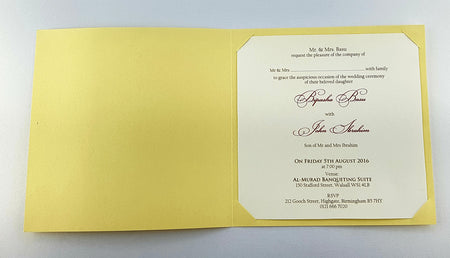 Mr. & Mrs. Basu
request the pleasure of the company of
Mr & Mrs with family
to grace the auspicious occasion of the wedding ceremony
of their beloved daughter
Bipasha Basu
with
John Ibrahim
Son of Mr and Mrs Ibrahim
On Friday 5th August 2016
at 7:00 pm
Venue:
Al-Murad Banqueting Suite
150 Stafford Street, Walsall WS1 4LB
RSVP
212 Gooch Street, Highgate, Birmingham B5 7HY
(0121) 666 7020